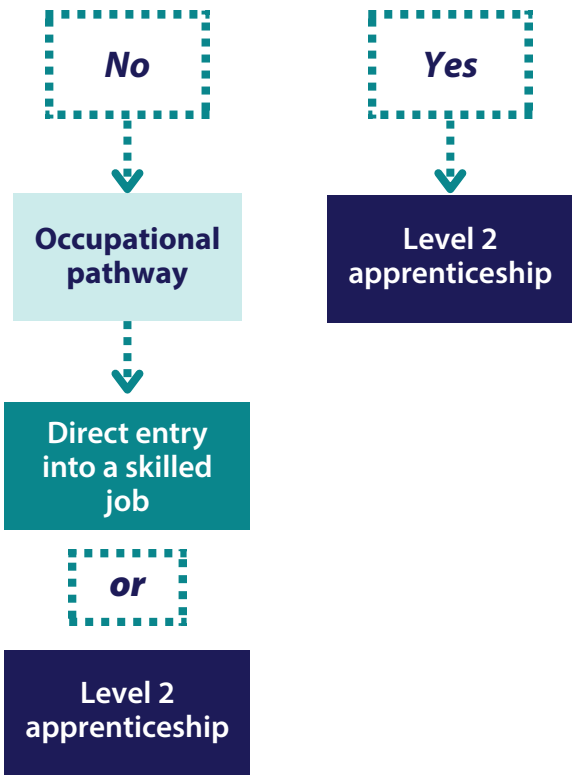 No
Occupational
pathway
Direct entry
into a skilled
job
or
Level 2
apprenticeship
Yes
Level 2
apprenticeship